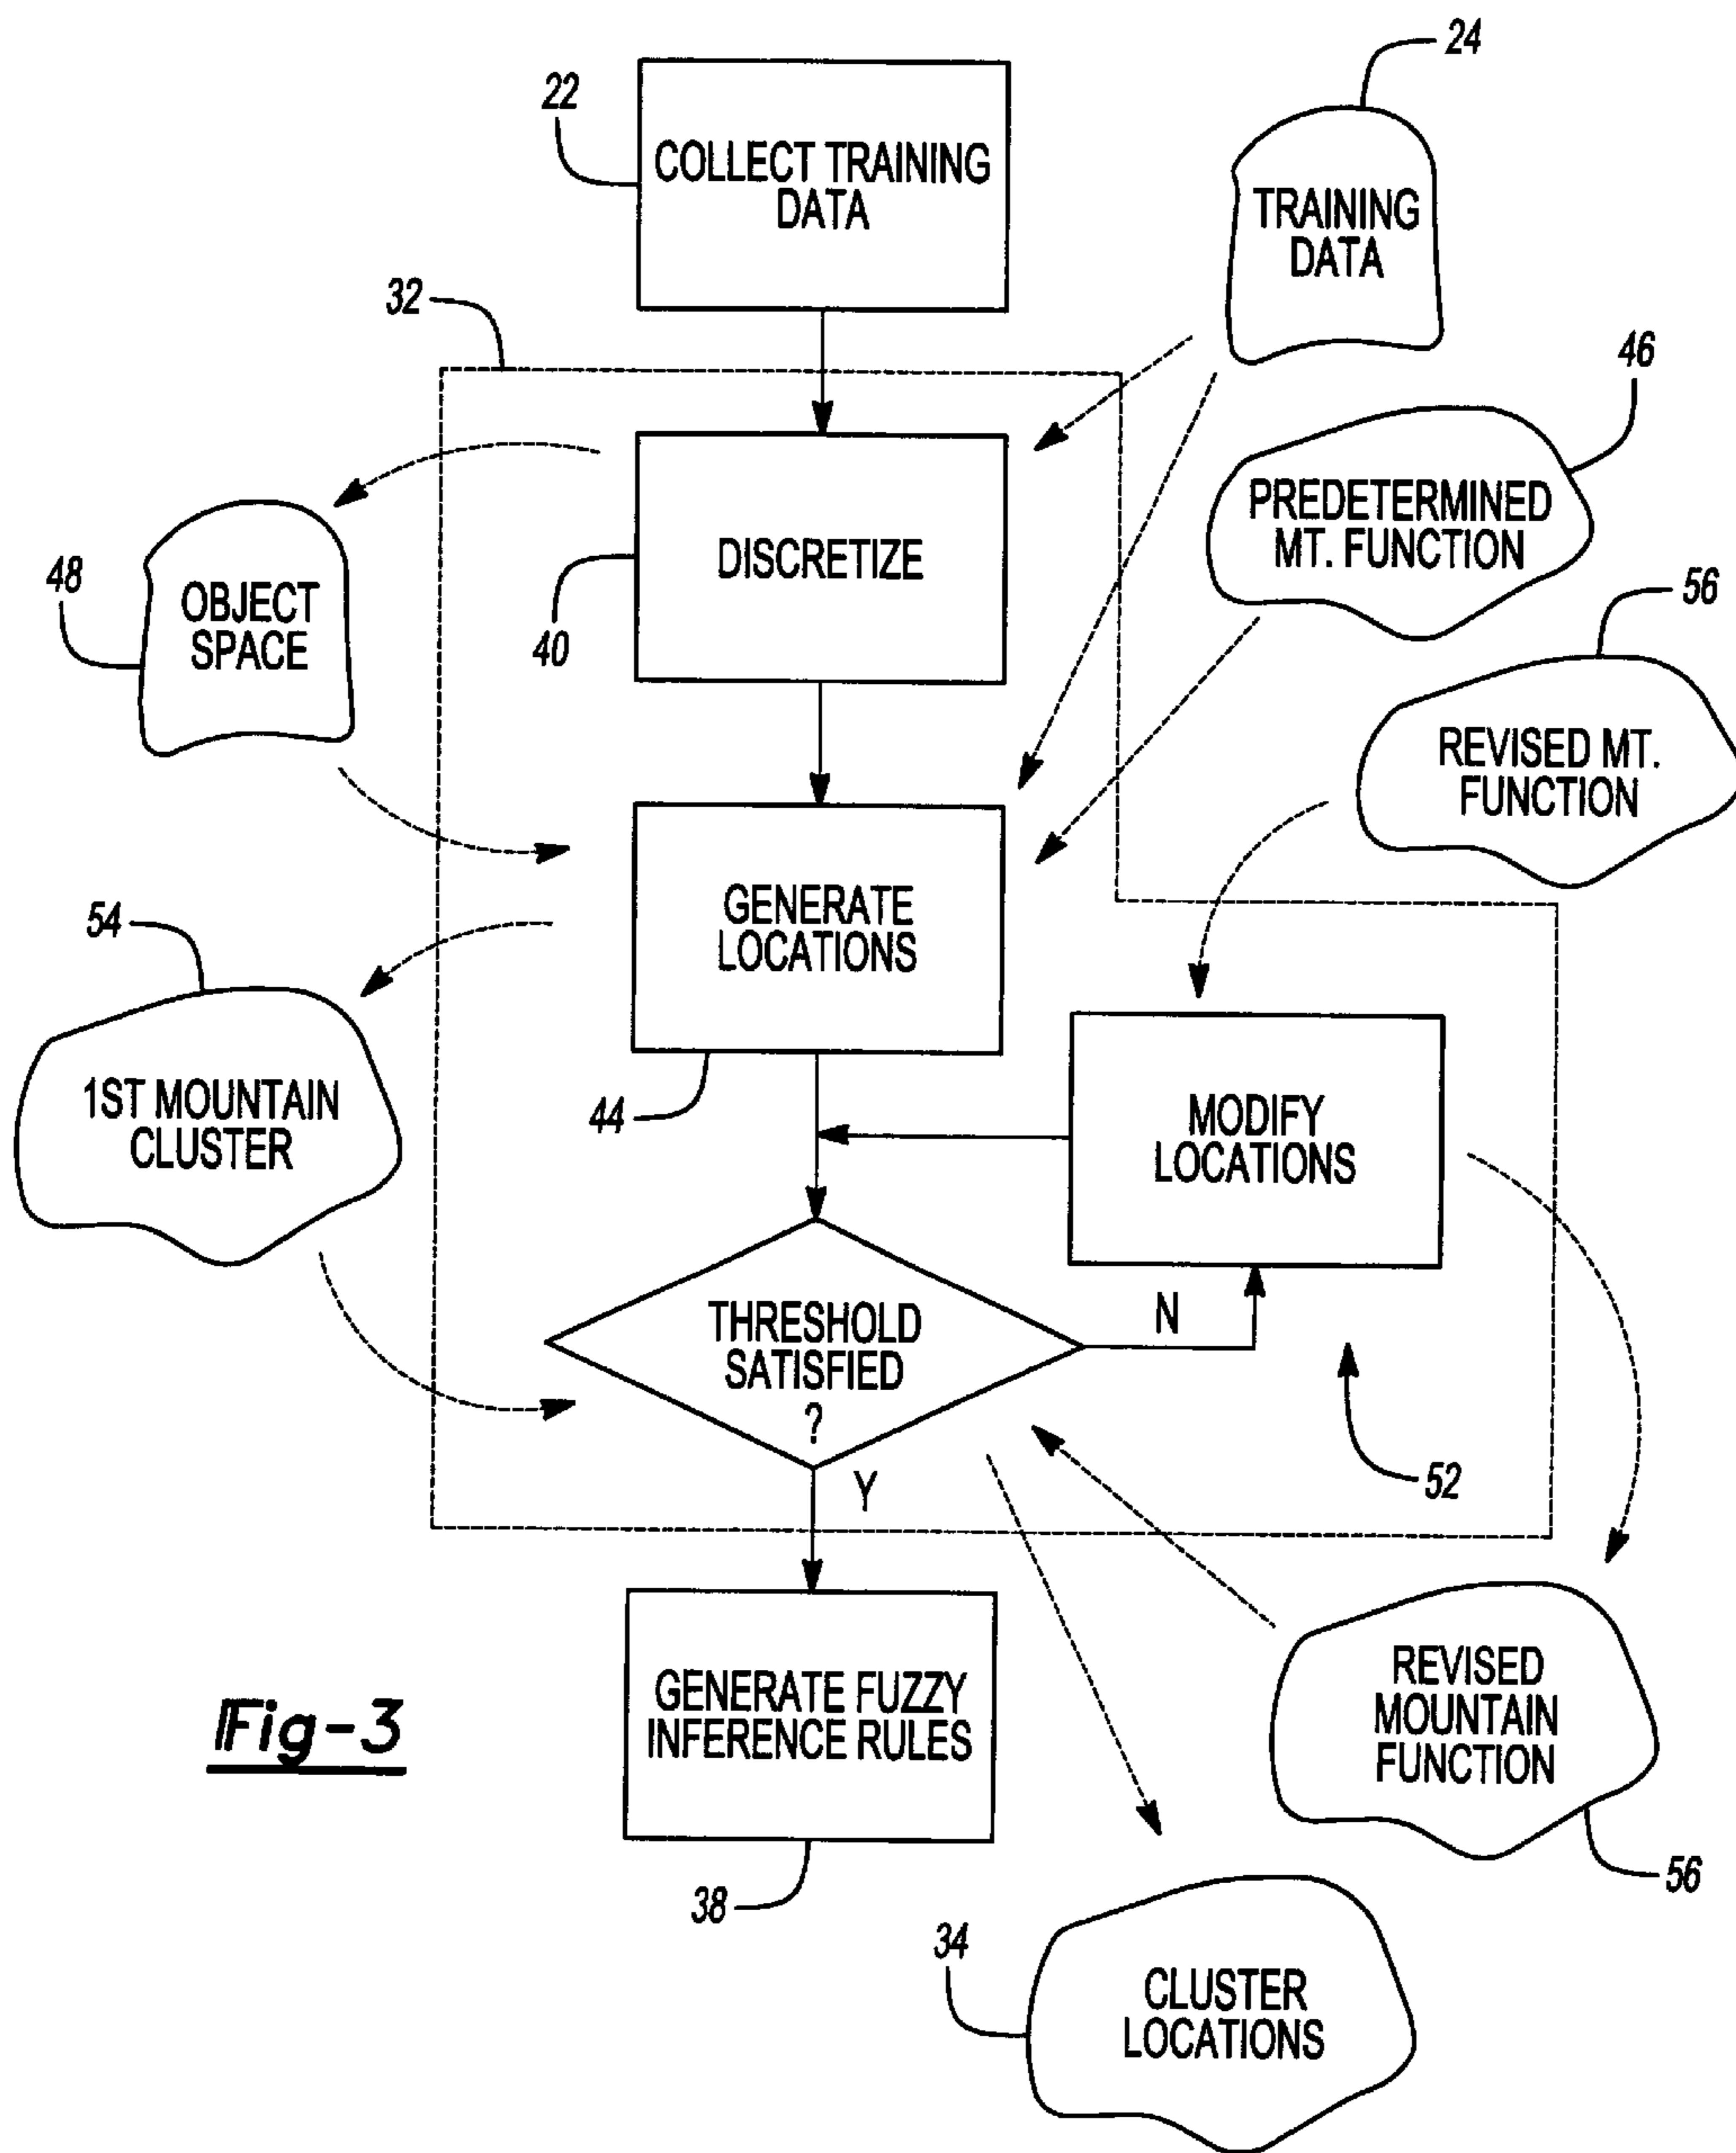 24
22
COLLECT TRAINING
DATA
TRAINING
DATA
32
46
PREDETERMINED
MT. FUNCTION
DISCRETIZE
48
OBJECT
SPACE
40
56
REVISED MT.
FUNCTION
54
GENERATE
LOCATIONS
1ST MOUNTAIN
CLUSTER
44
MODIFY
LOCATIONS
THRESHOLD
SATISFIED
?
N
Y
52
GENERATE FUZZY
INFERENCE RULES
REVISED
MOUNTAIN
FUNCTION
Fig-3
38
56
34
CLUSTER
LOCATIONS